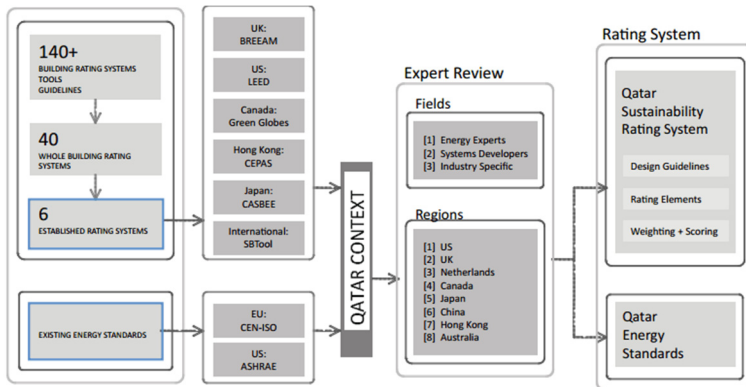 140+
BUILDING RATING SYSTEMS
TOOLS
GUIDELINES
40
WHOLE BUILDING RATING
SYSTEMS
6
ESTABLISHED RATING SYSTEMS
EXISTING ENERGY STANDARDS
UK:
BREEAM
US:
LEED
Canada:
Green Globes
Hong Kong:
CEPAS
Japan:
CASBEE
International:
SBTool
EU:
CEN-ISO
US:
ASHRAE
QATAR CONTEXT
Expert Review
Fields
[1] Energy Experts
[2] Systems Developers
[3] Industry Specific
Regions
[1] US
[2] UK
[3] Netherlands
[4] Canada
[5] Japan
[6] China
[7] Hong Kong
[8] Australia
Rating System
Qatar
Sustainability
Rating System
Design Guidelines
Rating Elements
Weighting + Scoring
Qatar
Energy
Standards